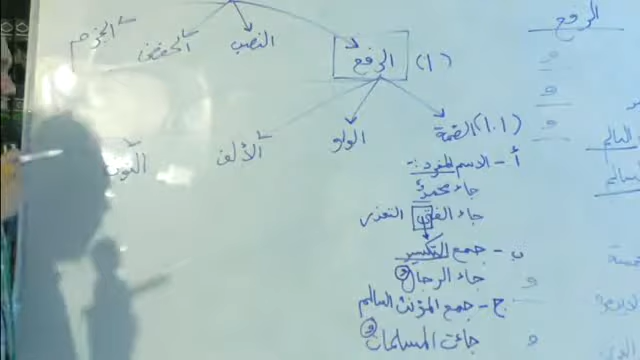 الرفع
(١) الرفع النصب الخفض الجزم
(١.١) الضمة الواو الألف النون
أ- الاسم المفرد:-
جاء محمدٌ
جاء الفتى التعذر
ب- جمع التكسير
جاء الرجال
ج- جمع المؤنث السالم
جائت المسلمات
السالم